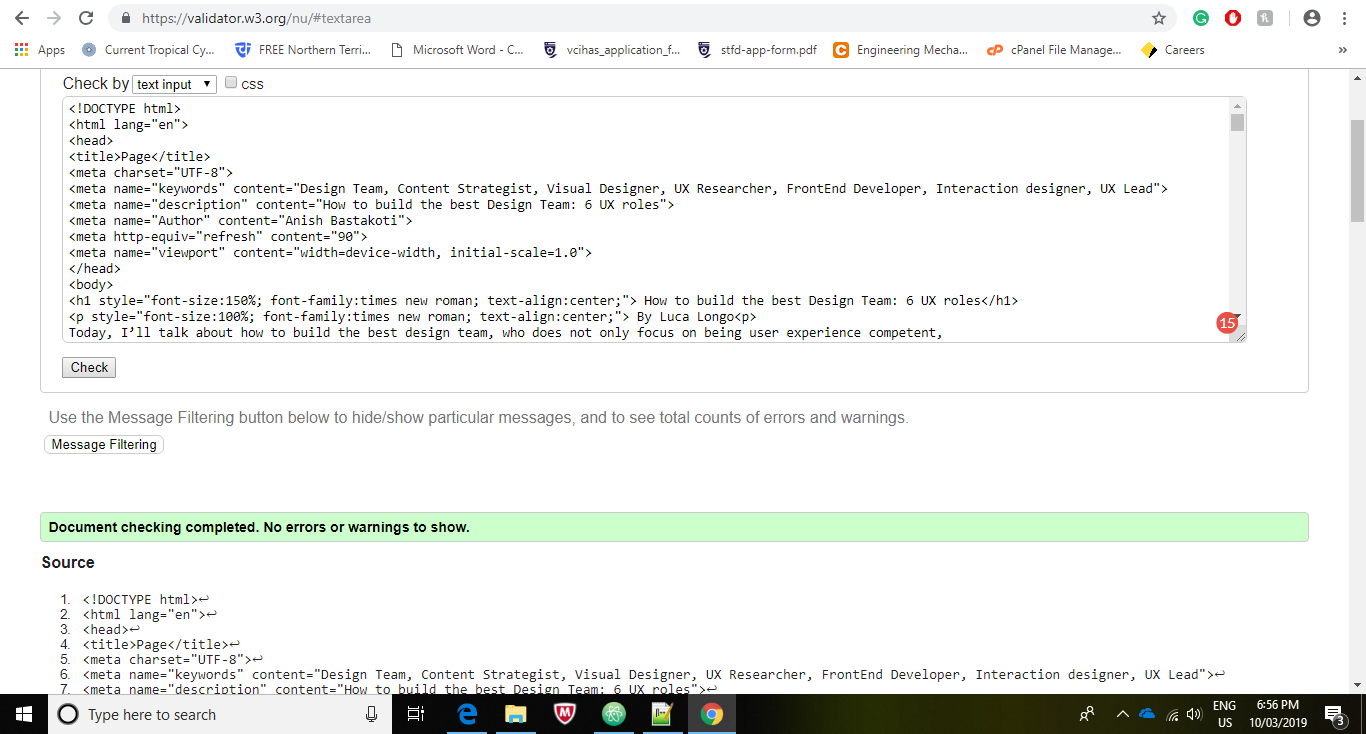 https://validator.w3.org/nu/#textarea
Apps Current Tropical Cy... FREE Northern Terri... Microsoft Word - C... vcihas_application_f... stfd-app-form.pdf Engineering Mecha... cPanel File Manage... Careers »
Check by text input css
<!DOCTYPE html>
<html lang="en">
<head>
<title>Page</title>
<meta charset="UTF-8">
<meta name="keywords" content="Design Team, Content Strategist, Visual Designer, UX Researcher, FrontEnd Developer, Interaction designer, UX Lead">
<meta name="description" content="How to build the best Design Team: 6 UX roles">
<meta name="Author" content="Anish Bastakoti">
<meta http-equiv="refresh" content="90">
<meta name="viewport" content="width=device-width, initial-scale=1.0">
</head>
<body>
<h1 style="font-size:150%; font-family:times new roman; text-align:center;"> How to build the best Design Team: 6 UX roles</h1>
<p style="font-size:100%; font-family:times new roman; text-align:center;"> By Luca Longo<p>
Today, I’ll talk about how to build the best design team, who does not only focus on being user experience competent,
15
Check
Use the Message Filtering button below to hide/show particular messages, and to see total counts of errors and warnings.
Message Filtering
Document checking completed. No errors or warnings to show.
Source
1. <!DOCTYPE html>↩
2. <html lang="en">↩
3. <head>↩
4. <title>Page</title>↩
5. <meta charset="UTF-8">↩
6. <meta name="keywords" content="Design Team, Content Strategist, Visual Designer, UX Researcher, FrontEnd Developer, Interaction designer, UX Lead">↩
7. <meta name="description" content="How to build the best Design Team: 6 UX roles">↩
Type here to search
ENG 6:56 PM
US 10/03/2019 3